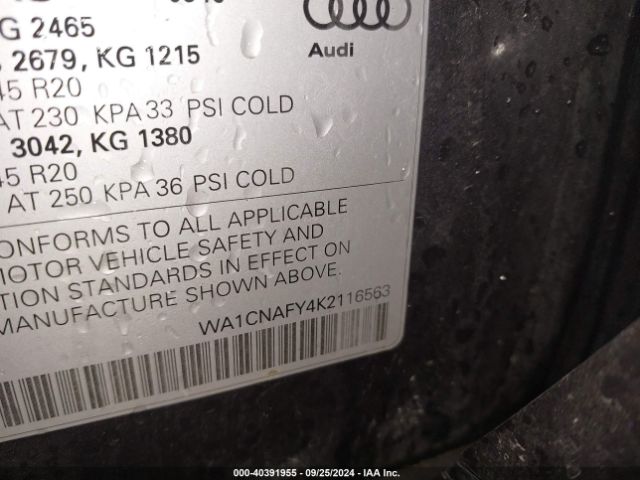 G 2465
2679, KG 1215
45 R20
AT 230 KPA 33 PSI COLD
3042, KG 1380
45 R20
AT 250 KPA 36 PSI COLD
Audi
ONFORMS TO ALL APPLICABLE
MOTOR VEHICLE SAFETY AND
TION STANDARDS IN EFFECT ON
MANUFACTURE SHOWN ABOVE.
WA1CNAFY4K2116563
000-40391955 - 09/25/2024 - IAA Inc.